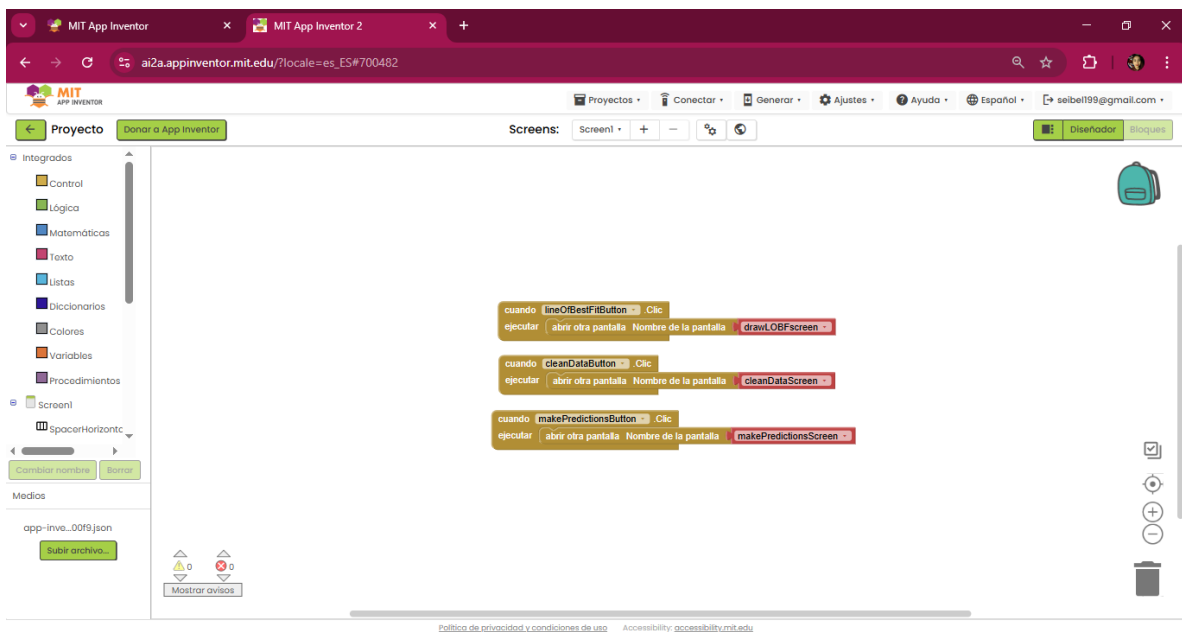 MIT App Inventor
MIT App Inventor 2
ai2a.appinventor.mit.edu/?locale=es_ES#700482
MIT
APP INVENTOR
Proyectos
Conectar
Generar
Ajustes
Ayuda
Español
seibel199@gmail.com
Proyecto
Donar a App Inventor
Screens:
Screen1
Diseñador
Bloques
Integrados
Control
Lógica
Matemáticas
Texto
Listas
Diccionarios
Colores
Variables
Procedimientos
Screen1
SpacerHorizontc
Cambiar nombre
Borrar
Medios
app-inve...00f9.json
Subir archivo...
cuando lineOfBestFitButton .Clic
ejecutar abrir otra pantalla Nombre de la pantalla drawLOBFscreen
cuando cleanDataButton .Clic
ejecutar abrir otra pantalla Nombre de la pantalla cleanDataScreen
cuando makePredictionsButton .Clic
ejecutar abrir otra pantalla Nombre de la pantalla makePredictionsScreen
0 0
Mostrar avisos
Política de privacidad y condiciones de uso Accessibility: accessibility.mit.edu